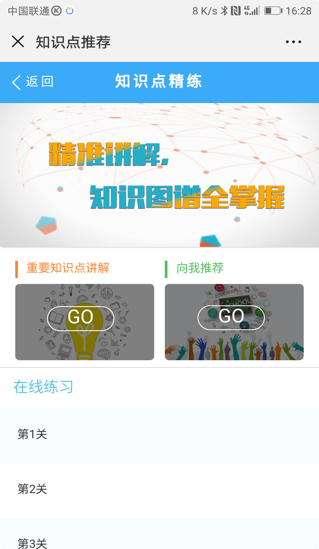 中国联通
8 K/s 4G 16:28
知识点推荐
返回
知识点精练
精准讲解，
知识图谱全掌握
重要知识点讲解
向我推荐
GO
GO
在线练习
第1关
第2关
第3关